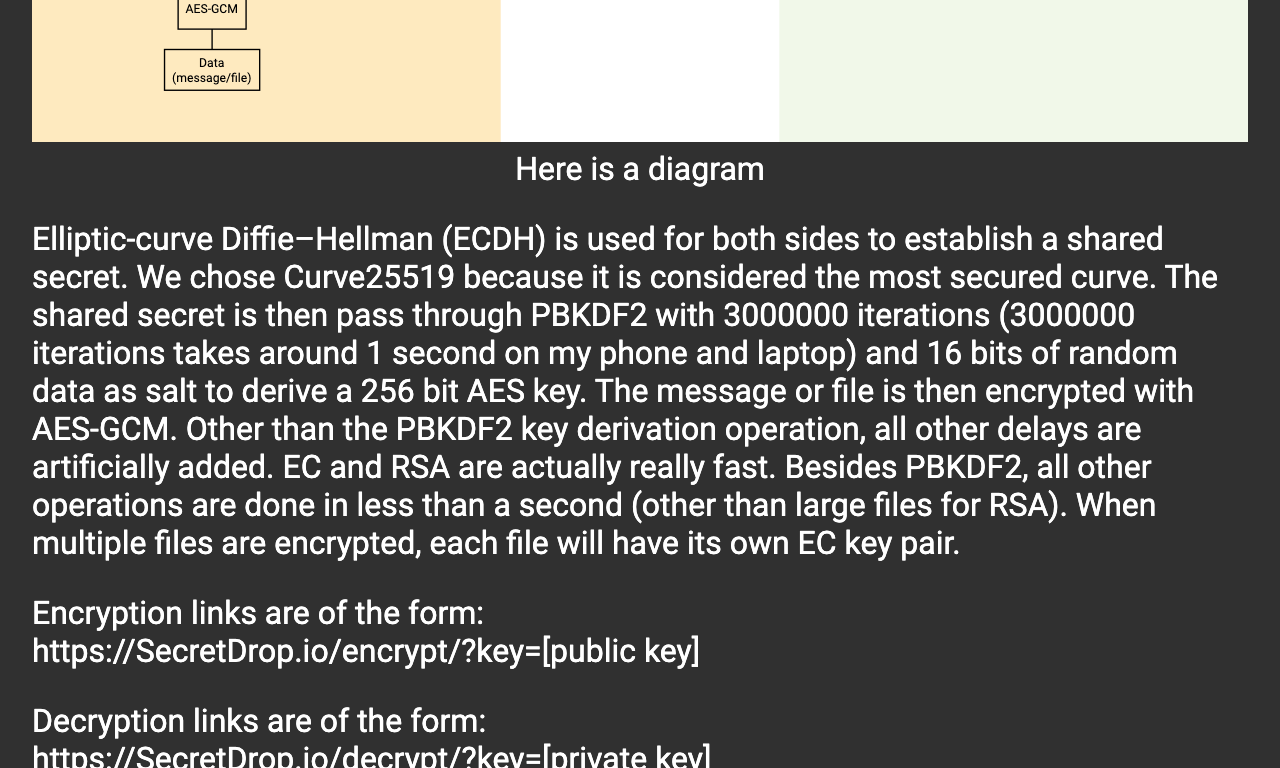 AES-GCM
Data
(message/file)
Here is a diagram
Elliptic-curve Diffie–Hellman (ECDH) is used for both sides to establish a shared
secret. We chose Curve25519 because it is considered the most secured curve. The
shared secret is then pass through PBKDF2 with 3000000 iterations (3000000
iterations takes around 1 second on my phone and laptop) and 16 bits of random
data as salt to derive a 256 bit AES key. The message or file is then encrypted with
AES-GCM. Other than the PBKDF2 key derivation operation, all other delays are
artificially added. EC and RSA are actually really fast. Besides PBKDF2, all other
operations are done in less than a second (other than large files for RSA). When
multiple files are encrypted, each file will have its own EC key pair.
Encryption links are of the form:
https://SecretDrop.io/encrypt/?key=[public key]
Decryption links are of the form:
https://SecretDrop.io/decrypt/?key=[private key]